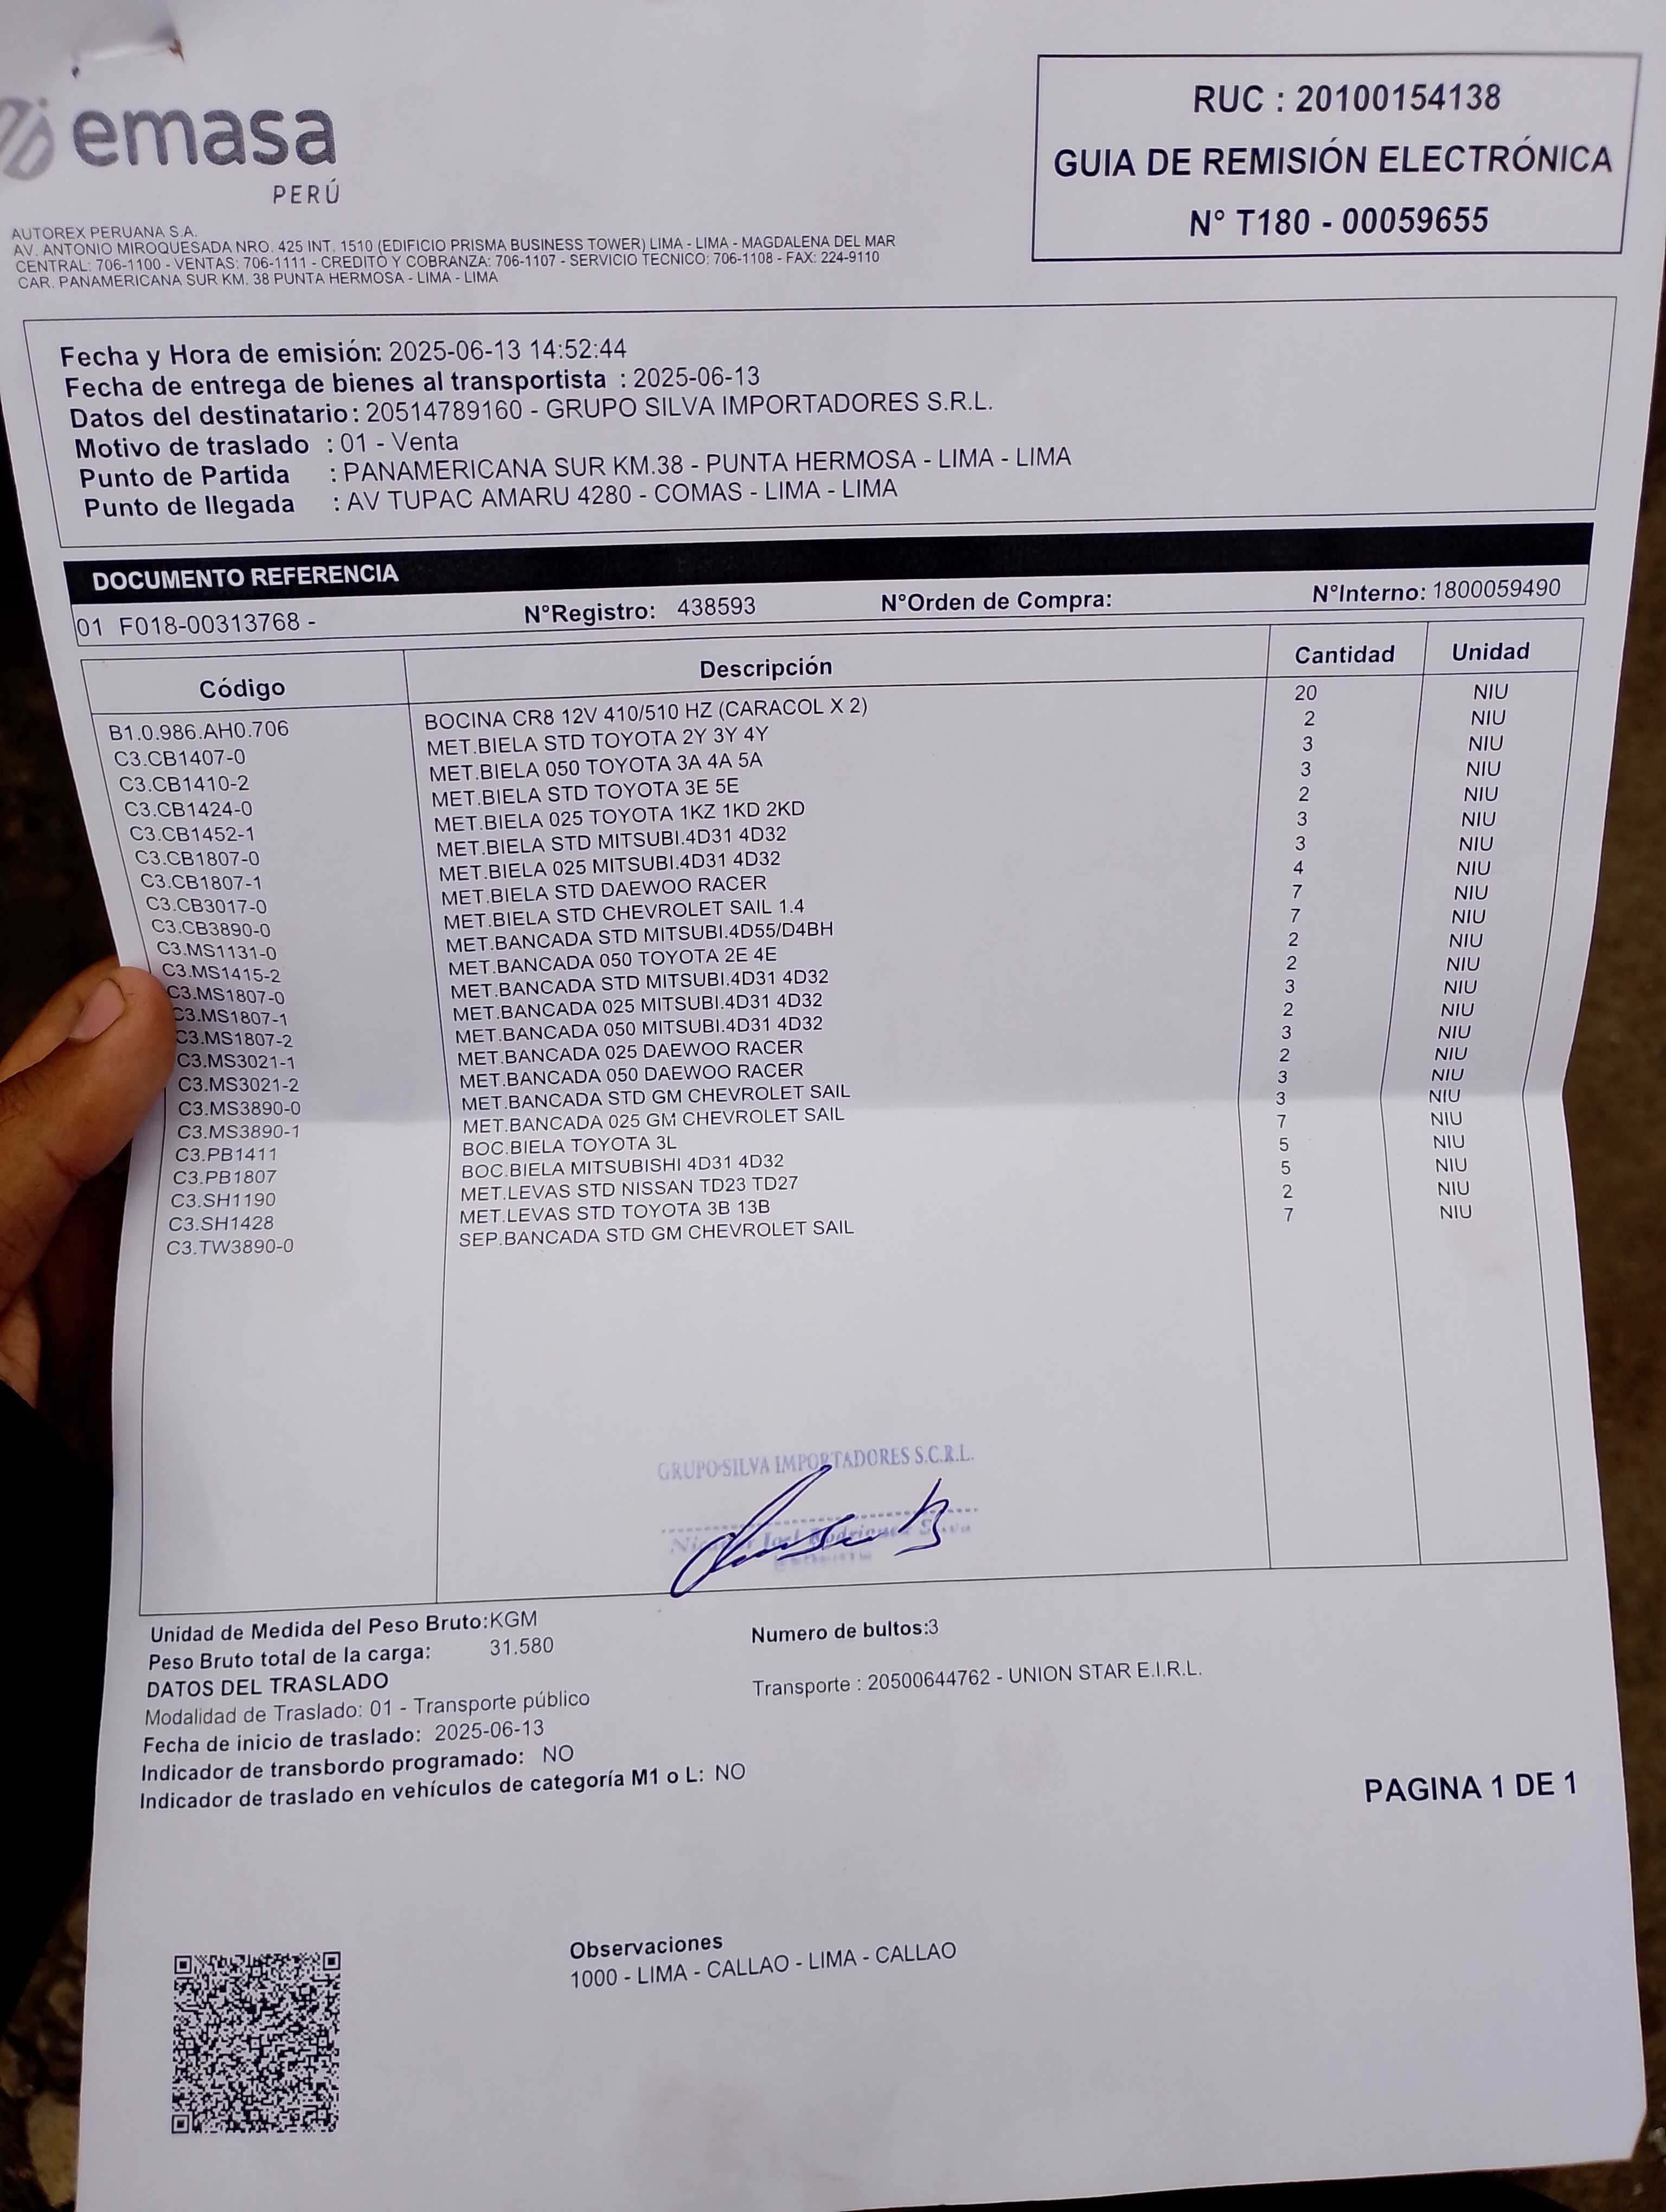 emasa
PERÚ
RUC : 20100154138
GUIA DE REMISIÓN ELECTRÓNICA
N° T180 - 00059655
AUTOREX PERUANA S.A.
AV. ANTONIO MIROQUESADA NRO. 425 INT. 1510 (EDIFICIO PRISMA BUSINESS TOWER) LIMA - LIMA - MAGDALENA DEL MAR
CENTRAL: 706-1100 - VENTAS: 706-1111 - CREDITO Y COBRANZA: 706-1107 - SERVICIO TECNICO: 706-1108 - FAX: 224-9110
CAR. PANAMERICANA SUR KM. 38 PUNTA HERMOSA - LIMA - LIMA
Fecha y Hora de emisión: 2025-06-13 14:52:44
Fecha de entrega de bienes al transportista : 2025-06-13
Datos del destinatario: 20514789160 - GRUPO SILVA IMPORTADORES S.R.L.
Motivo de traslado : 01 - Venta
Punto de Partida : PANAMERICANA SUR KM.38 - PUNTA HERMOSA - LIMA - LIMA
Punto de llegada : AV TUPAC AMARU 4280 - COMAS - LIMA - LIMA
DOCUMENTO REFERENCIA
01 F018-00313768 - N°Registro: 438593 N°Orden de Compra: N°Interno: 1800059490
Código Descripción Cantidad Unidad
B1.0.986.AH0.706 BOCINA CR8 12V 410/510 HZ (CARACOL X 2) 20 NIU
C3.CB1407-0 MET.BIELA STD TOYOTA 2Y 3Y 4Y 2 NIU
C3.CB1410-2 MET.BIELA 050 TOYOTA 3A 4A 5A 3 NIU
C3.CB1424-0 MET.BIELA STD TOYOTA 3E 5E 3 NIU
C3.CB1452-1 MET.BIELA 025 TOYOTA 1KZ 1KD 2KD 2 NIU
C3.CB1807-0 MET.BIELA STD MITSUBI.4D31 4D32 3 NIU
C3.CB1807-1 MET.BIELA 025 MITSUBI.4D31 4D32 3 NIU
C3.CB3017-0 MET.BIELA STD DAEWOO RACER 4 NIU
C3.CB3890-0 MET.BIELA STD CHEVROLET SAIL 1.4 7 NIU
C3.MS1131-0 MET.BANCADA STD MITSUBI.4D55/D4BH 7 NIU
C3.MS1415-2 MET.BANCADA 050 TOYOTA 2E 4E 2 NIU
C3.MS1807-0 MET.BANCADA STD MITSUBI.4D31 4D32 2 NIU
C3.MS1807-1 MET.BANCADA 025 MITSUBI.4D31 4D32 3 NIU
C3.MS1807-2 MET.BANCADA 050 MITSUBI.4D31 4D32 2 NIU
C3.MS3021-1 MET.BANCADA 025 DAEWOO RACER 3 NIU
C3.MS3021-2 MET.BANCADA 050 DAEWOO RACER 2 NIU
C3.MS3890-0 MET.BANCADA STD GM CHEVROLET SAIL 3 NIU
C3.MS3890-1 MET.BANCADA 025 GM CHEVROLET SAIL 3 NIU
C3.PB1411 BOC.BIELA TOYOTA 3L 7 NIU
C3.PB1807 BOC.BIELA MITSUBISHI 4D31 4D32 5 NIU
C3.SH1190 MET.LEVAS STD NISSAN TD23 TD27 5 NIU
C3.SH1428 MET.LEVAS STD TOYOTA 3B 13B 2 NIU
C3.TW3890-0 SEP.BANCADA STD GM CHEVROLET SAIL 7 NIU
GRUPO SILVA IMPORTADORES S.C.R.L.
Joel Rodriguez Silva
Unidad de Medida del Peso Bruto:KGM
Peso Bruto total de la carga: 31.580
Numero de bultos:3
DATOS DEL TRASLADO
Modalidad de Traslado: 01 - Transporte público
Transporte : 20500644762 - UNION STAR E.I.R.L.
Fecha de inicio de traslado: 2025-06-13
Indicador de transbordo programado: NO
Indicador de traslado en vehículos de categoría M1 o L: NO
PAGINA 1 DE 1
Observaciones
1000 - LIMA - CALLAO - LIMA - CALLAO